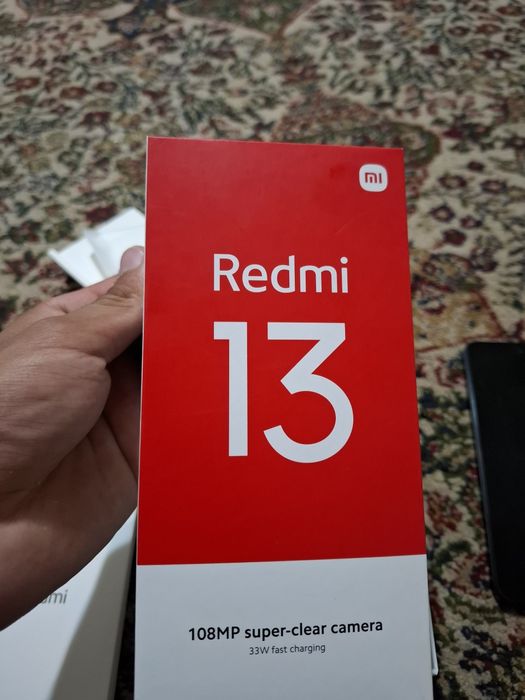 mi
Redmi
13
108MP super-clear camera
33W fast charging